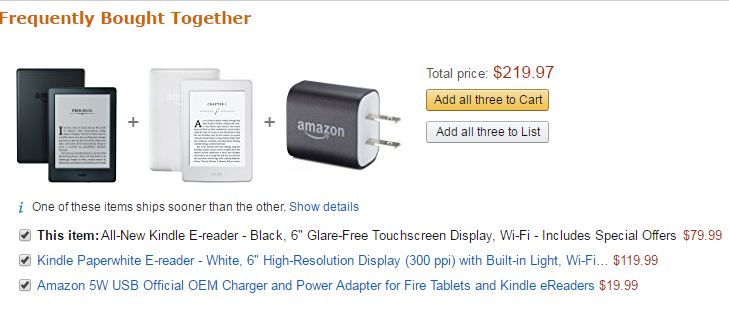 Frequently Bought Together
amazon
Total price: $219.97
Add all three to Cart
Add all three to List
One of these items ships sooner than the other. Show details
This item: All-New Kindle E-reader - Black, 6" Glare-Free Touchscreen Display, Wi-Fi - Includes Special Offers $79.99
Kindle Paperwhite E-reader - White, 6" High-Resolution Display (300 ppi) with Built-in Light, Wi-Fi... $119.99
Amazon 5W USB Official OEM Charger and Power Adapter for Fire Tablets and Kindle eReaders $19.99